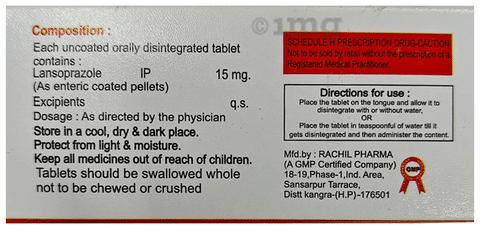 Composition :
Each uncoated orally disintegrated tablet
contains :
Lansoprazole IP 15 mg.
(As enteric coated pellets)
Excipients q.s.
Dosage : As directed by the physician
Store in a cool, dry & dark place.
Protect from light & moisture.
Keep all medicines out of reach of children.
Tablets should be swallowed whole
not to be chewed or crushed
1mg
SCHEDULE H PRESCRIPTION DRUG-CAUTION
Not to be sold by retail without the prescription of a
Registered Medical Practitioner.
Directions for use :
Place the tablet on the tongue and allow it to
disintegrate with or without water,
OR
Place the tablet in teaspoonful of water till it
gets disintegrated and then administer the content.
Mfd.by : RACHIL PHARMA
(A GMP Certified Company)
18-19,Phase-1,Ind. Area,
Sansarpur Tarrace,
Distt kangra-(H.P)-176501
GMP